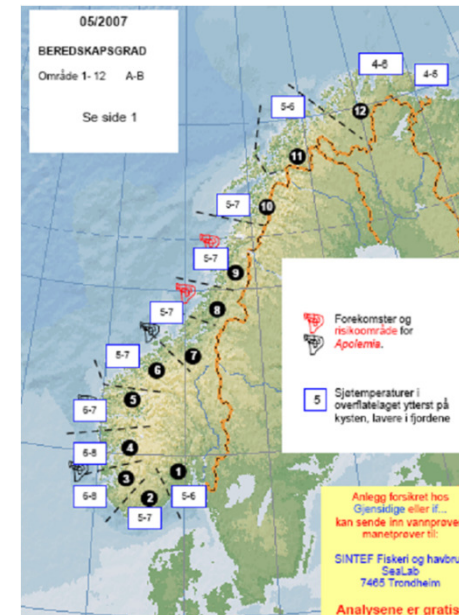 05/2007
BEREDSKAPSGRAD
Område 1- 12 A-B
Se side 1
4-6
4-5
5-6
12
11
5-7
10
5-7
9
5-7
8
5-7
7
6
6-7
5
6-8
4
6-8
3
1
2
5-7
5-6
Forekomster og
risikoområde for
Apolemia.
5
Sjøtemperaturer i
overflatelaget ytterst på
kysten, lavere i fjordene
Anlegg forsikret hos
Gjensidige eller if...
kan sende inn vannprøve
manetprøver til:
SINTEF Fiskeri og havbru
SeaLab
7465 Trondheim
Analysene er gratis